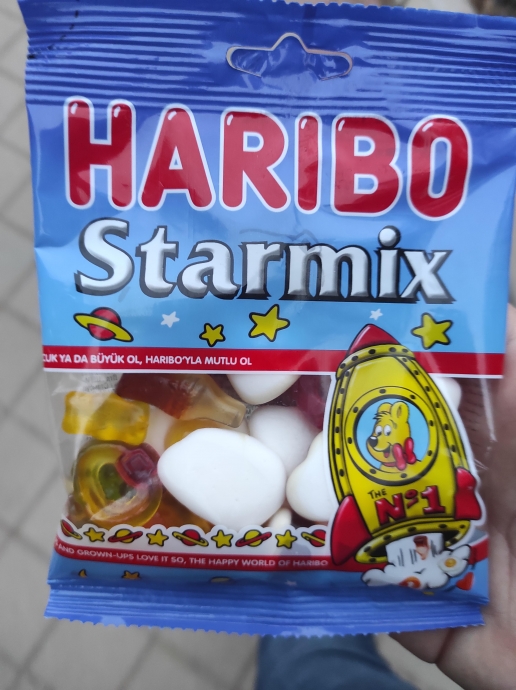 HARIBO
Starmix
CUK YA DA BÜYÜK OL, HARIBO'YLA MUTLU OL
THE
Nº1
AND GROWN-UPS LOVE IT SO, THE HAPPY WORLD OF HARIBO